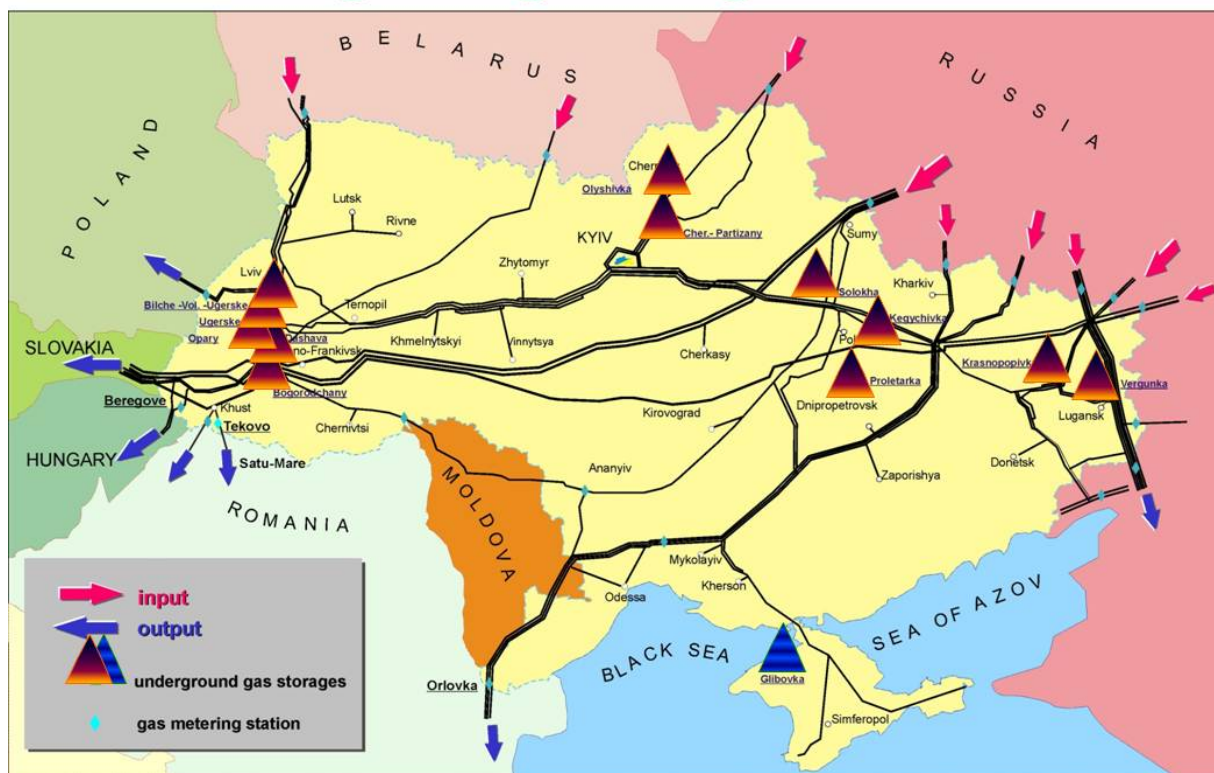 BELARUS
RUSSIA
POLAND
Lutsk
Rivne
Olyshivka
KYIV
Cher.- Partizany
Sumy
Zhytomyr
Lviv
Kharkiv
Bilche -Vol. -Ugerske
Ternopil
Solokha
Ugerske
Kegychivka
Opary
SLOVAKIA
Khmelnytskyi
Vinnytsya
Cherkasy
Krasnopopivka
Bogorodchany
Proletarka
Vergunka
Beregove
Khust
Dnipropetrovsk
Lugansk
Tekovo
Chernivtsi
Kirovograd
HUNGARY
Satu-Mare
Ananyiv
Donetsk
Zaporishya
ROMANIA
MOLDOVA
Mykolayiv
Kherson
Odessa
input
SEA OF AZOV
output
BLACK SEA
underground gas storages
Glibovka
Orlovka
gas metering station
Simferopol